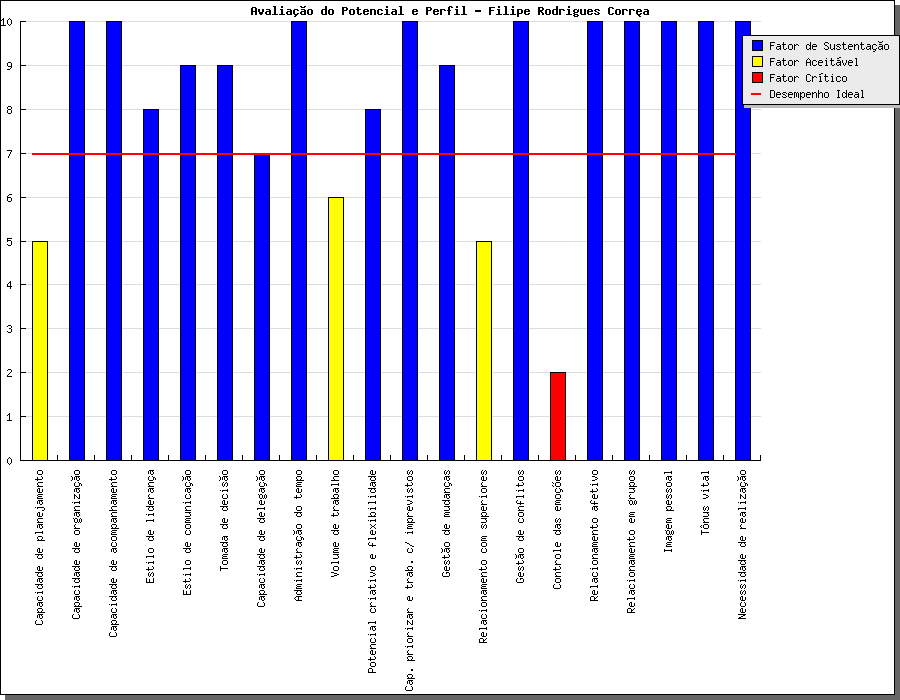 Avaliação do Potencial e Perfil - Filipe Rodrigues Corrêa
10
9
8
7
6
5
4
3
2
1
0
Fator de Sustentação
Fator Aceitável
Fator Crítico
Desempenho Ideal
Capacidade de planejamento
Capacidade de organização
Capacidade de acompanhamento
Estilo de liderança
Estilo de comunicação
Tomada de decisão
Capacidade de delegação
Administração do tempo
Volume de trabalho
Potencial criativo e flexibilidade
Cap. priorizar e trab. c/ imprevistos
Gestão de mudanças
Relacionamento com superiores
Gestão de conflitos
Controle das emoções
Relacionamento afetivo
Relacionamento em grupos
Imagem pessoal
Tônus vital
Necessidade de realização